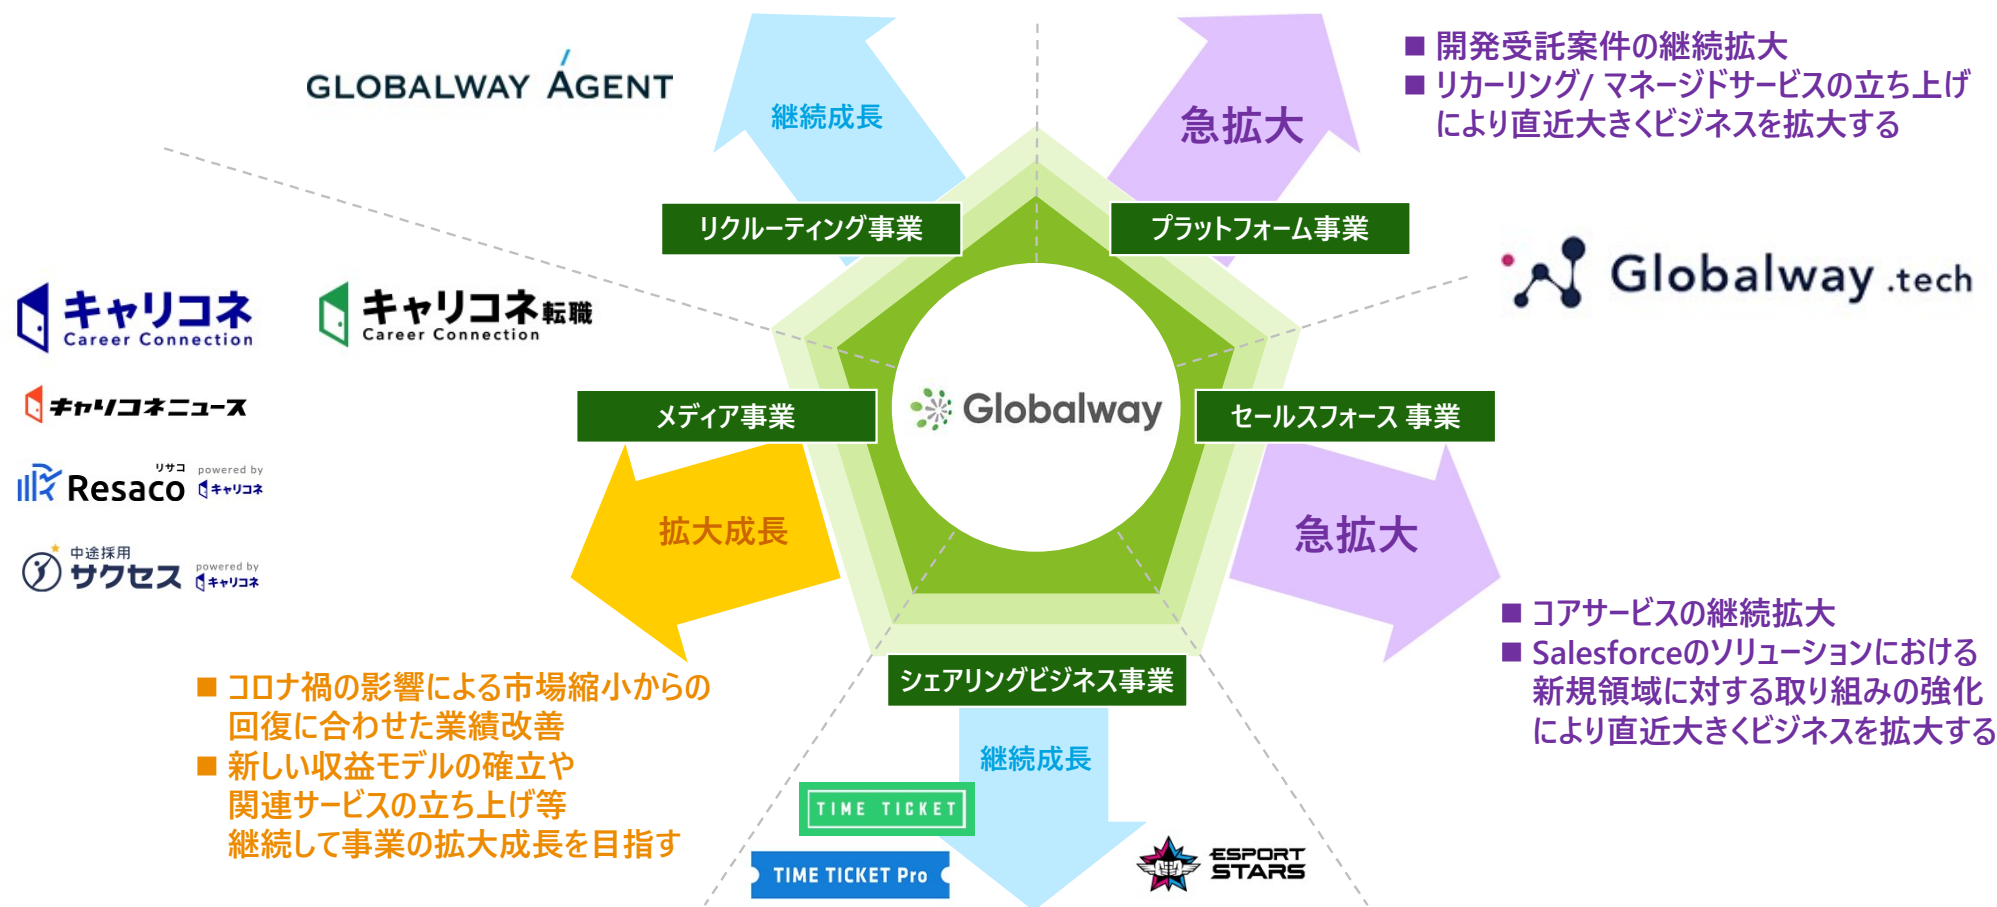 GLOBALWAY AGENT
継続成長
急拡大
■ 開発受託案件の継続拡大
■ リカーリング/ マネージドサービスの立ち上げ
により直近大きくビジネスを拡大する
リクルーティング事業
プラットフォーム事業
Globalway .tech
キャリコネ
Career Connection
キャリコネ転職
Career Connection
キャリコネニュース
リサコ
Resaco
powered by
キャリコネ
中途採用
サクセス
powered by
キャリコネ
メディア事業
Globalway
セールスフォース 事業
拡大成長
急拡大
■ コロナ禍の影響による市場縮小からの
回復に合わせた業績改善
■ 新しい収益モデルの確立や
関連サービスの立ち上げ等
継続して事業の拡大成長を目指す
シェアリングビジネス事業
継続成長
TIME TICKET
TIME TICKET Pro
ESPORT
STARS
■ コアサービスの継続拡大
■ Salesforceのソリューションにおける
新規領域に対する取り組みの強化
により直近大きくビジネスを拡大する